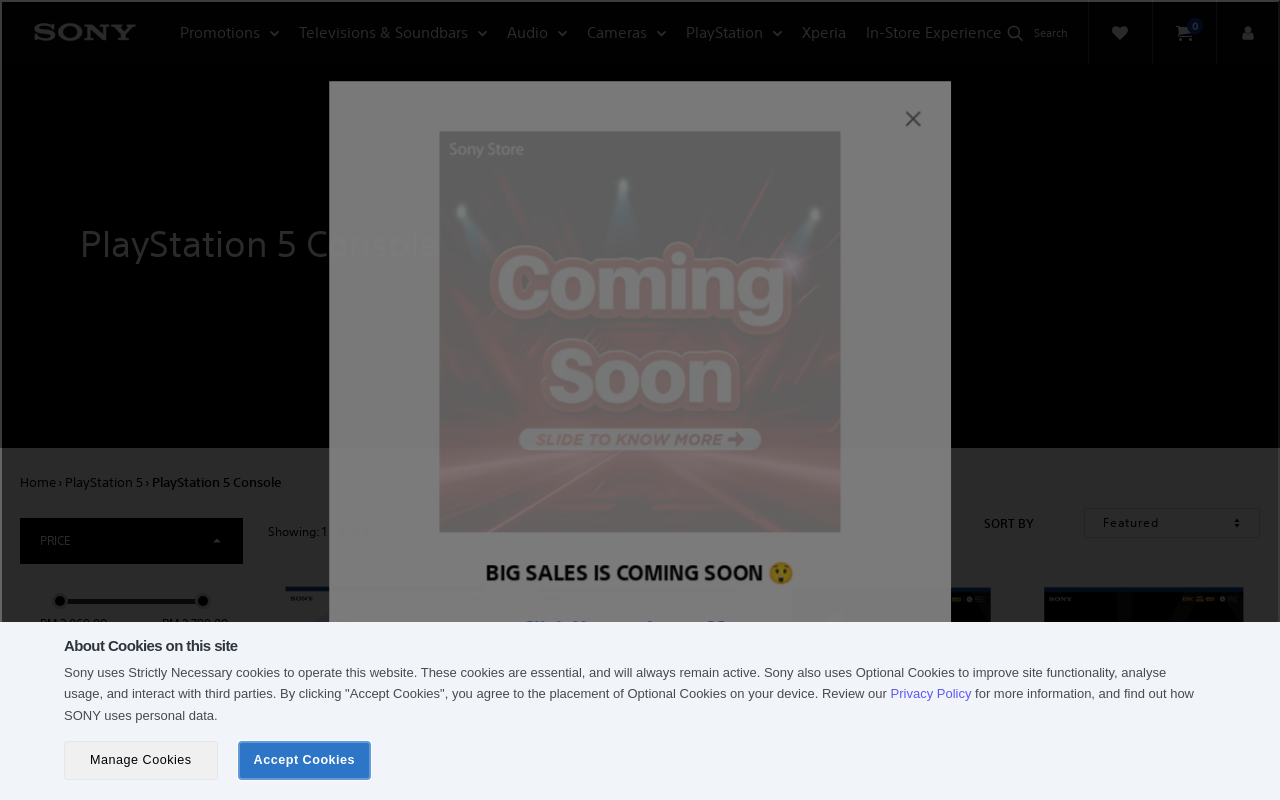 SONY
Promotions
Televisions & Soundbars
Audio
Cameras
PlayStation
Xperia
In-Store Experience
Search
0
Sony Store
Coming
Soon
SLIDE TO KNOW MORE
PlayStation 5 Console
BIG SALES IS COMING SOON 😲
Home › PlayStation 5 › PlayStation 5 Console
PRICE
Showing: 1
SORT BY
Featured
SONY
SONY
About Cookies on this site
Sony uses Strictly Necessary cookies to operate this website. These cookies are essential, and will always remain active. Sony also uses Optional Cookies to improve site functionality, analyse
usage, and interact with third parties. By clicking "Accept Cookies", you agree to the placement of Optional Cookies on your device. Review our Privacy Policy for more information, and find out how
SONY uses personal data.
Manage Cookies
Accept Cookies